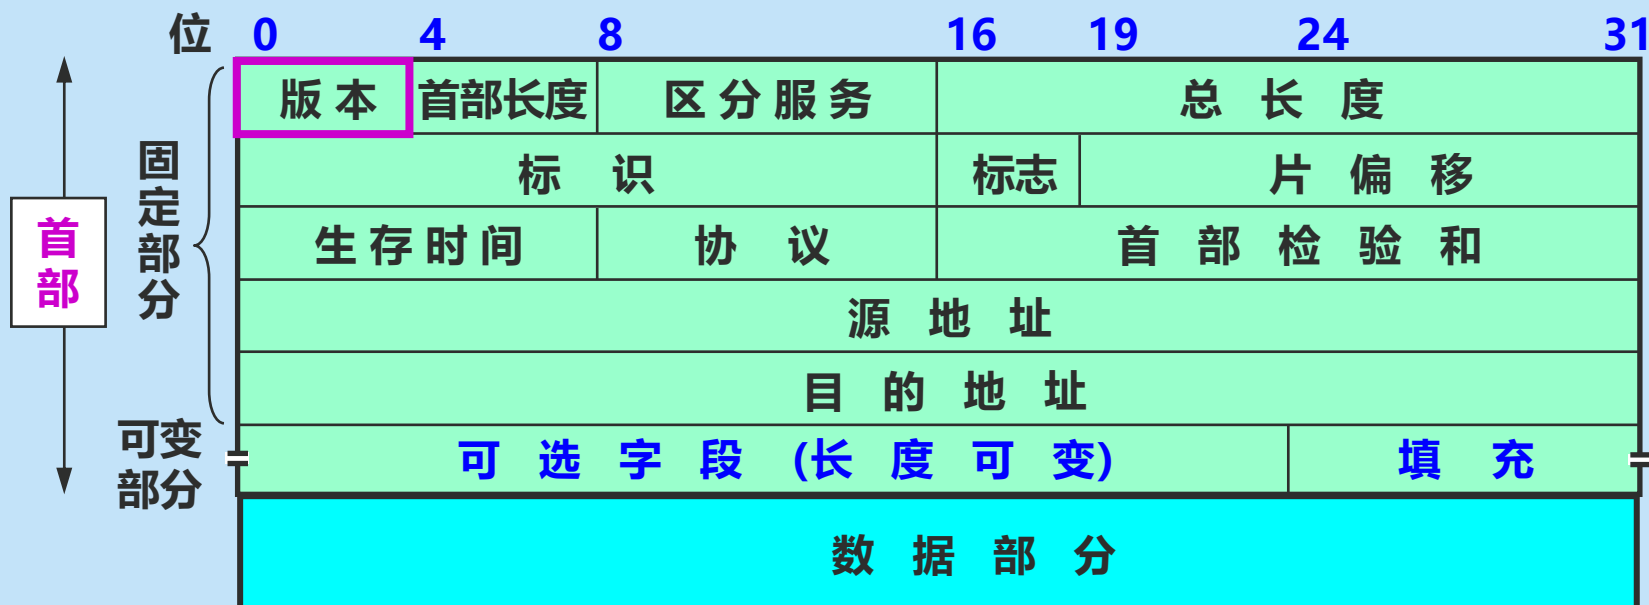 位 0 4 8 16 19 24 31
版 本 首部长度 区 分 服 务 总 长 度
标 识 标志 片 偏 移
生 存 时 间 协 议 首 部 检 验 和
源 地 址
目 的 地 址
可 选 字 段 (长 度 可 变) 填 充
数 据 部 分
首部
固定部分
可变
部分